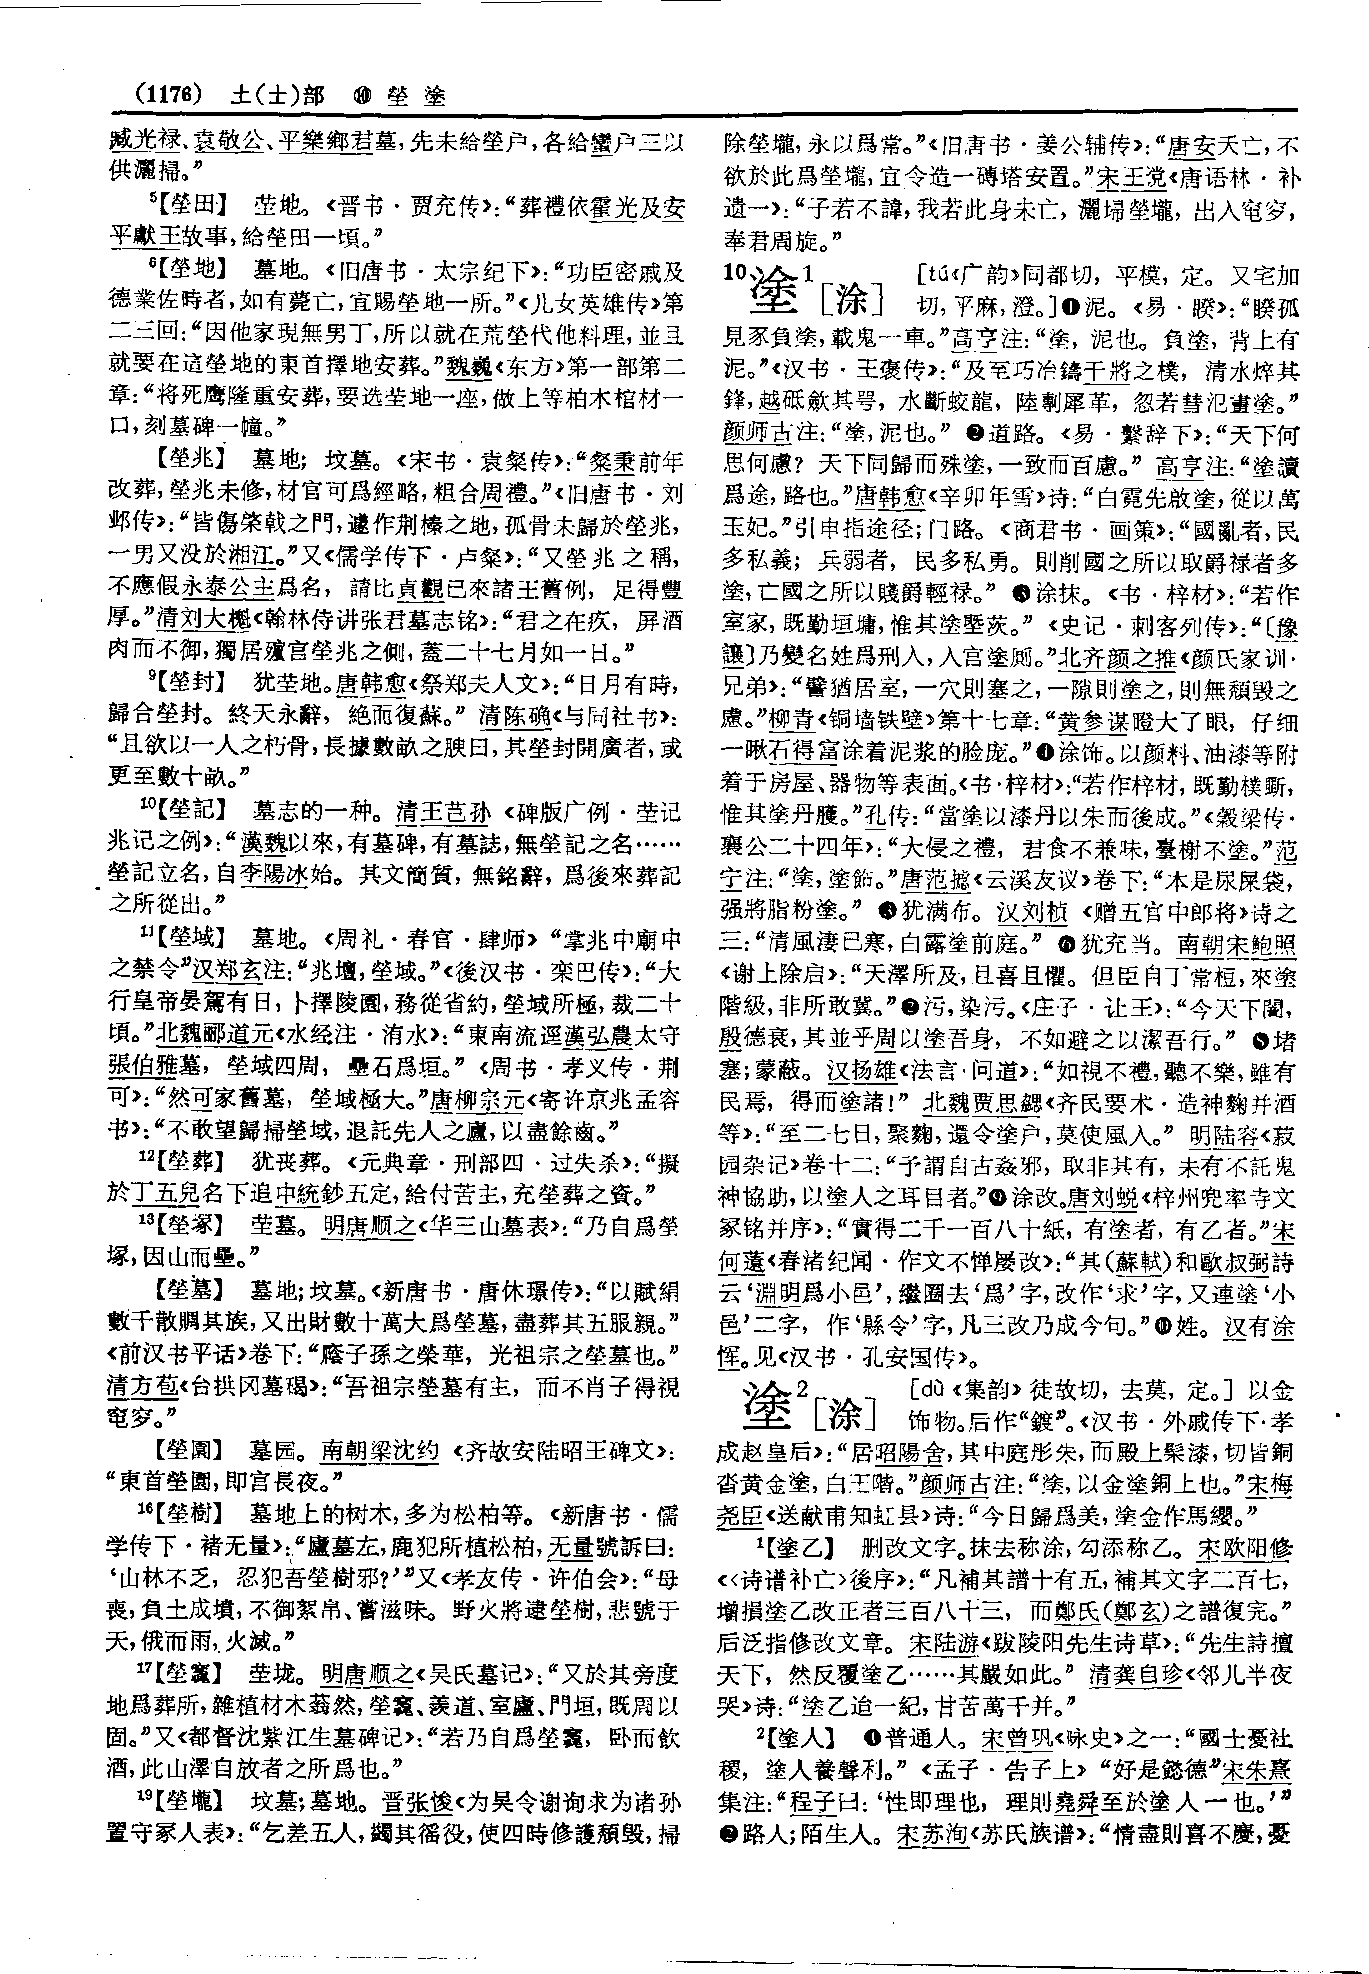 (1176) 土(士)部 ⑩ 塋 塗
臧光禄、袁敬公、平樂鄉君墓,先未給塋户,各給蠻户三以
供灑掃。”
⁵【塋田】 茔地。《晋书·贾充传》:“葬禮依霍光及安
平獻王故事,給塋田一頃。”
⁶【塋地】 墓地。《旧唐书·太宗纪下》:“功臣密戚及
德業佐時者,如有薨亡,宜賜塋地一所。”《儿女英雄传》第
二三回:“因他家現無男丁,所以就在荒塋代他料理,並且
就要在這塋地的東首擇地安葬。”魏巍《东方》第一部第二
章:“将死鹰隆重安葬,要选茔地一座,做上等柏木棺材一
口,刻墓碑一幢。”
【塋兆】 墓地;坟墓。《宋书·袁粲传》:“粲秉前年
改葬,塋兆未修,材官可爲經略,粗合周禮。”《旧唐书·刘
邺传》:“皆傷棨戟之門,遽作荆榛之地,孤骨未歸於塋兆,
一男又没於湘江。”又《儒学传下·卢粲》:“又塋兆之稱,
不應假永泰公主爲名,請比貞觀已來諸王舊例,足得豐
厚。”清刘大櫆《翰林侍讲张君墓志铭》:“君之在疚,屏酒
肉而不御,獨居殯宫塋兆之側,蓋二十七月如一日。”
⁹【塋封】 犹茔地。唐韩愈《祭郑夫人文》:“日月有時,
歸合塋封。終天永辭,絶而復蘇。”清陈确《与同社书》:
“且欲以一人之朽骨,長據數畝之腴田,其塋封開廣者,或
更至數十畝。”
¹⁰【塋記】 墓志的一种。清王芑孙《碑版广例·茔记
兆记之例》:“漢魏以來,有墓碑,有墓誌,無塋記之名……
塋記立名,自李陽冰始。其文簡質,無銘辭,爲後來葬記
之所從出。”
¹¹【塋域】 墓地。《周礼·春官·肆师》“掌兆中廟中
之禁令”汉郑玄注:“兆壇,塋域。”《後汉书·栾巴传》:“大
行皇帝晏駕有日,卜擇陵園,務從省約,塋域所極,裁二十
頃。”北魏郦道元《水经注·洧水》:“東南流逕漢弘農太守
張伯雅墓,塋域四周,壘石爲垣。”《周书·孝义传·荆
可》:“然可家舊墓,塋域極大。”唐柳宗元《寄许京兆孟容
书》:“不敢望歸掃塋域,退託先人之廬,以盡餘齒。”
¹²【塋葬】 犹丧葬。《元典章·刑部四·过失杀》:“擬
於丁五兒名下追中統鈔五定,給付苦主,充塋葬之資。”
¹³【塋塚】 茔墓。明唐顺之《华三山墓表》:“乃自爲塋
塚,因山而壘。”
【塋墓】 墓地;坟墓。《新唐书·唐休璟传》:“以賦絹
數千散賙其族,又出財數十萬大爲塋墓,盡葬其五服親。”
《前汉书平话》卷下:“廕子孫之榮華,光祖宗之塋墓也。”
清方苞《台拱冈墓碣》:“吾祖宗塋墓有主,而不肖子得視
窀穸。”
【塋園】 墓园。南朝梁沈约《齐故安陆昭王碑文》:
“東首塋園,即宫長夜。”
¹⁶【塋樹】 墓地上的树木,多为松柏等。《新唐书·儒
学传下·褚无量》:“廬墓左,鹿犯所植松柏,无量號訴曰:
‘山林不乏,忍犯吾塋樹邪?’”又《孝友传·许伯会》:“母
喪,負土成墳,不御絮帛、嘗滋味。野火將逮塋樹,悲號于
天,俄而雨,火滅。”
¹⁷【塋竁】 茔垅。明唐顺之《吴氏墓记》:“又於其旁度
地爲葬所,雜植材木蓊然,塋竁、羨道、室廬、門垣,既周以
固。”又《都督沈紫江生墓碑记》:“若乃自爲塋竁,卧而飲
酒,此山澤自放者之所爲也。”
¹⁹【塋壠】 坟墓;墓地。晋张悛《为吴令谢询求为诸孙
置守冢人表》:“乞差五人,蠲其徭役,使四時修護頹毁,掃
除塋壠,永以爲常。”《旧唐书·姜公辅传》:“唐安夭亡,不
欲於此爲塋壠,宜令造一磚塔安置。”宋王谠《唐语林·补
遗一》:“子若不諱,我若此身未亡,灑埽塋壠,出入窀穸,
奉君周旋。”
10塗¹[涂] [tú《广韵》同都切,平模,定。又宅加
切,平麻,澄。]❶泥。《易·睽》:“睽孤
見豕負塗,載鬼一車。”高亨注:“塗,泥也。負塗,背上有
泥。”《汉书·王褒传》:“及至巧冶鑄干將之樸,清水焠其
鋒,越砥歛其咢,水斷蛟龍,陸剸犀革,忽若彗氾畫塗。”
颜师古注:“塗,泥也。” ❷道路。《易·繫辞下》:“天下何
思何慮?天下同歸而殊塗,一致而百慮。”高亨注:“塗讀
爲途,路也。”唐韩愈《辛卯年雪》诗:“白霓先啟塗,從以萬
玉妃。”引申指途径;门路。《商君书·画策》:“國亂者,民
多私義;兵弱者,民多私勇。則削國之所以取爵禄者多
塗,亡國之所以賤爵輕禄。” ❸涂抹。《书·梓材》:“若作
室家,既勤垣墉,惟其塗塈茨。”《史记·刺客列传》:“〔豫
讓〕乃變名姓爲刑人,入宫塗厠。”北齐颜之推《颜氏家训·
兄弟》:“譬猶居室,一穴則塞之,一隙則塗之,則無頹毁之
慮。”柳青《铜墙铁壁》第十七章:“黄参谋瞪大了眼,仔细
一瞅石得富涂着泥浆的脸庞。”❹涂饰。以颜料、油漆等附
着于房屋、器物等表面。《书·梓材》:“若作梓材,既勤樸斲,
惟其塗丹雘。”孔传:“當塗以漆丹以朱而後成。”《榖梁传·
襄公二十四年》:“大侵之禮,君食不兼味,臺榭不塗。”范
宁注:“塗,塗飾。”唐范摅《云溪友议》卷下:“本是尿屎袋,
强將脂粉塗。” ❺犹满布。汉刘桢《赠五官中郎将》诗之
三:“清風凄已寒,白露塗前庭。” ❻犹充当。南朝宋鲍照
《谢上除启》:“天澤所及,且喜且懼。但臣自丁常桓,來塗
階級,非所敢冀。”❼污,染污。《庄子·让王》:“今天下闇,
殷德衰,其並乎周以塗吾身,不如避之以潔吾行。” ❽堵
塞;蒙蔽。汉扬雄《法言·问道》:“如視不禮,聽不樂,雖有
民焉,得而塗諸!”北魏贾思勰《齐民要术·造神麴并酒
等》:“至二七日,聚麴,還令塗户,莫使風入。”明陆容《菽
园杂记》卷十二:“予謂自古姦邪,取非其有,未有不託鬼
神協助,以塗人之耳目者。”❾涂改。唐刘蜕《梓州兜率寺文
冢铭并序》:“實得二千一百八十紙,有塗者,有乙者。”宋
何薳《春渚纪闻·作文不惮屡改》:“其(蘇軾)和歐叔弼詩
云‘淵明爲小邑’,繼圈去‘爲’字,改作‘求’字,又連塗‘小
邑’二字,作‘縣令’字,凡三改乃成今句。”❿姓。汉有涂
恽。见《汉书·孔安国传》。
塗²[涂] [dù《集韵》徒故切,去莫,定。]以金
饰物。后作“鍍”。《汉书·外戚传下·孝
成赵皇后》:“居昭陽舍,其中庭彤朱,而殿上髹漆,切皆銅
沓黄金塗,白玉階。”颜师古注:“塗,以金塗銅上也。”宋梅
尧臣《送献甫知缸县》诗:“今日歸爲美,塗金作馬纓。”
¹【塗乙】 删改文字。抹去称涂,勾添称乙。宋欧阳修
《〈诗谱补亡〉後序》:“凡補其譜十有五,補其文字二百七,
增損塗乙改正者三百八十三,而鄭氏(鄭玄)之譜復完。”
后泛指修改文章。宋陆游《跋陵阳先生诗草》:“先生詩擅
天下,然反覆塗乙……其嚴如此。”清龚自珍《邻儿半夜
哭》诗:“塗乙迨一紀,甘苦萬千并。”
²【塗人】 ❶普通人。宋曾巩《咏史》之一:“國士憂社
稷,塗人養聲利。”《孟子·告子上》“好是懿德”宋朱熹
集注:“程子曰:‘性即理也,理則堯舜至於塗人一也。’”
❷路人;陌生人。宋苏洵《苏氏族谱》:“情盡則喜不慶,憂